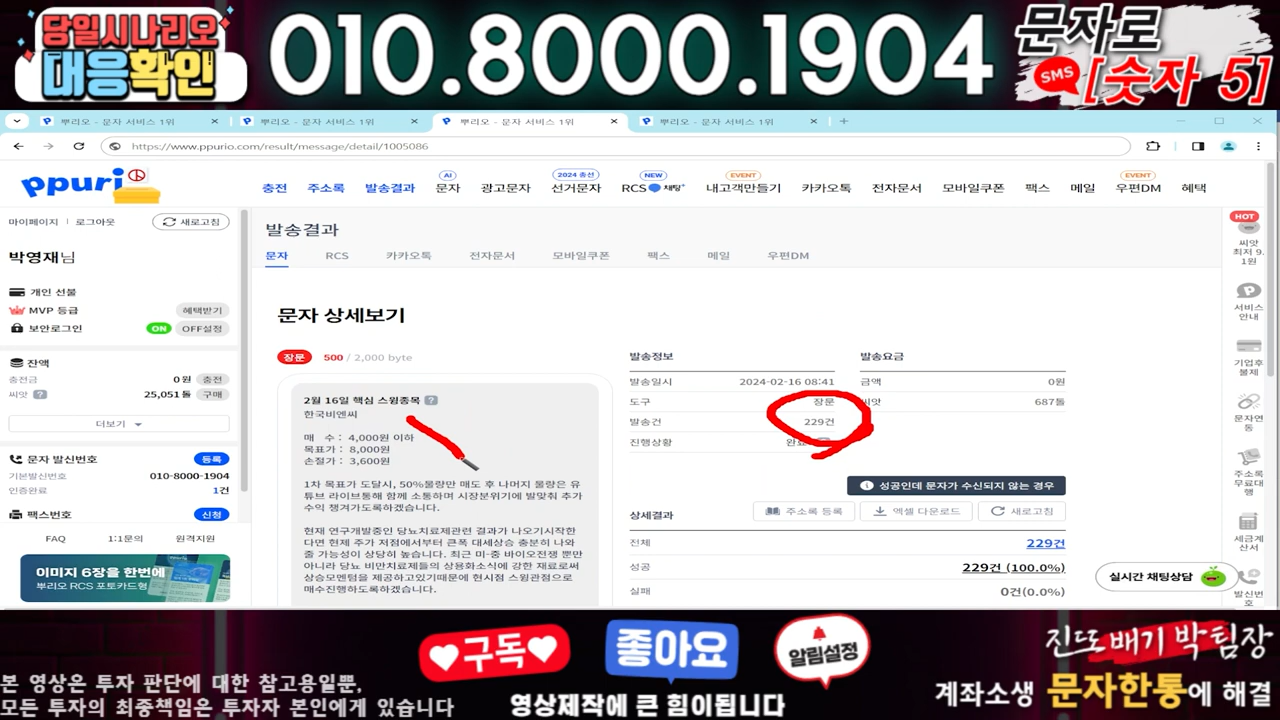 당일시나리오
대응확인
010.8000.1904
문자로
SMS
[숫자 5]
뿌리오 - 문자 서비스 1위
뿌리오 - 문자 서비스 1위
뿌리오 - 문자 서비스 1위
뿌리오 - 문자 서비스 1위
https://www.ppurio.com/result/message/detail/1005086
ppurio
충전
주소록
발송결과
AI
문자
광고문자
2024 총선
선거문자
NEW
RCS 채팅+
EVENT
내고객만들기
카카오톡
전자문서
모바일쿠폰
팩스
메일
EVENT
우편DM
혜택
마이페이지 | 로그아웃
새로고침
박영재님
개인 선불
MVP 등급
혜택받기
보안로그인
ON
OFF설정
잔액
충전금
0원
충전
씨앗 ?
25,051톨
구매
더보기
문자 발신번호
등록
기본발신번호
010-8000-1904
인증완료
1건
팩스번호
신청
FAQ
1:1문의
원격지원
이미지 6장을 한번에
뿌리오 RCS 포토카드형
발송결과
문자
RCS
카카오톡
전자문서
모바일쿠폰
팩스
메일
우편DM
문자 상세보기
장문
500 / 2,000 byte
2월 16일 핵심 스윙종목 ?
한국비엔씨
매 수 : 4,000원 이하
목표가 : 8,000원
손절가 : 3,600원
1차 목표가 도달시, 50%물량만 매도 후 나머지 물량은 유
튜브 라이브통해 함께 소통하며 시장분위기에 발맞춰 추가
수익 챙겨가도록하겠습니다.
현재 연구개발중인 당뇨치료제관련 결과가 나오기시작한
다면 현재 주가 저점에서부터 큰폭 대세상승 충분히 나와
줄 가능성이 상당히 높습니다. 최근 미·중 바이오전쟁 뿐만
아니라 당뇨 비만치료제들의 상용화소식에 강한 재료로써
상승모멘텀을 제공하고있기때문에 현시점 스윙관점으로
매수진행하도록하겠습니다.
발송정보
발송일시
2024-02-16 08:41
도구
장문
발송건
229건
진행상황
완료
발송요금
금액
0원
씨앗
687톨
성공인데 문자가 수신되지 않는 경우
상세결과
주소록 등록
엑셀 다운로드
새로고침
전체
229건
성공
229건 (100.0%)
실패
0건(0.0%)
HOT
씨앗
최저 9.
1원
서비스
안내
기업후
불제
문자연
동
주소록
무료대
행
세금계
산서
발신번
호
실시간 채팅상담
구독
좋아요
알림설정
영상제작에 큰 힘이됩니다
본 영상은 투자 판단에 대한 참고용일뿐,
모든 투자의 최종책임은 투자자 본인에게 있습니다
진또배기 박팀장
계좌소생 문자한통에 해결